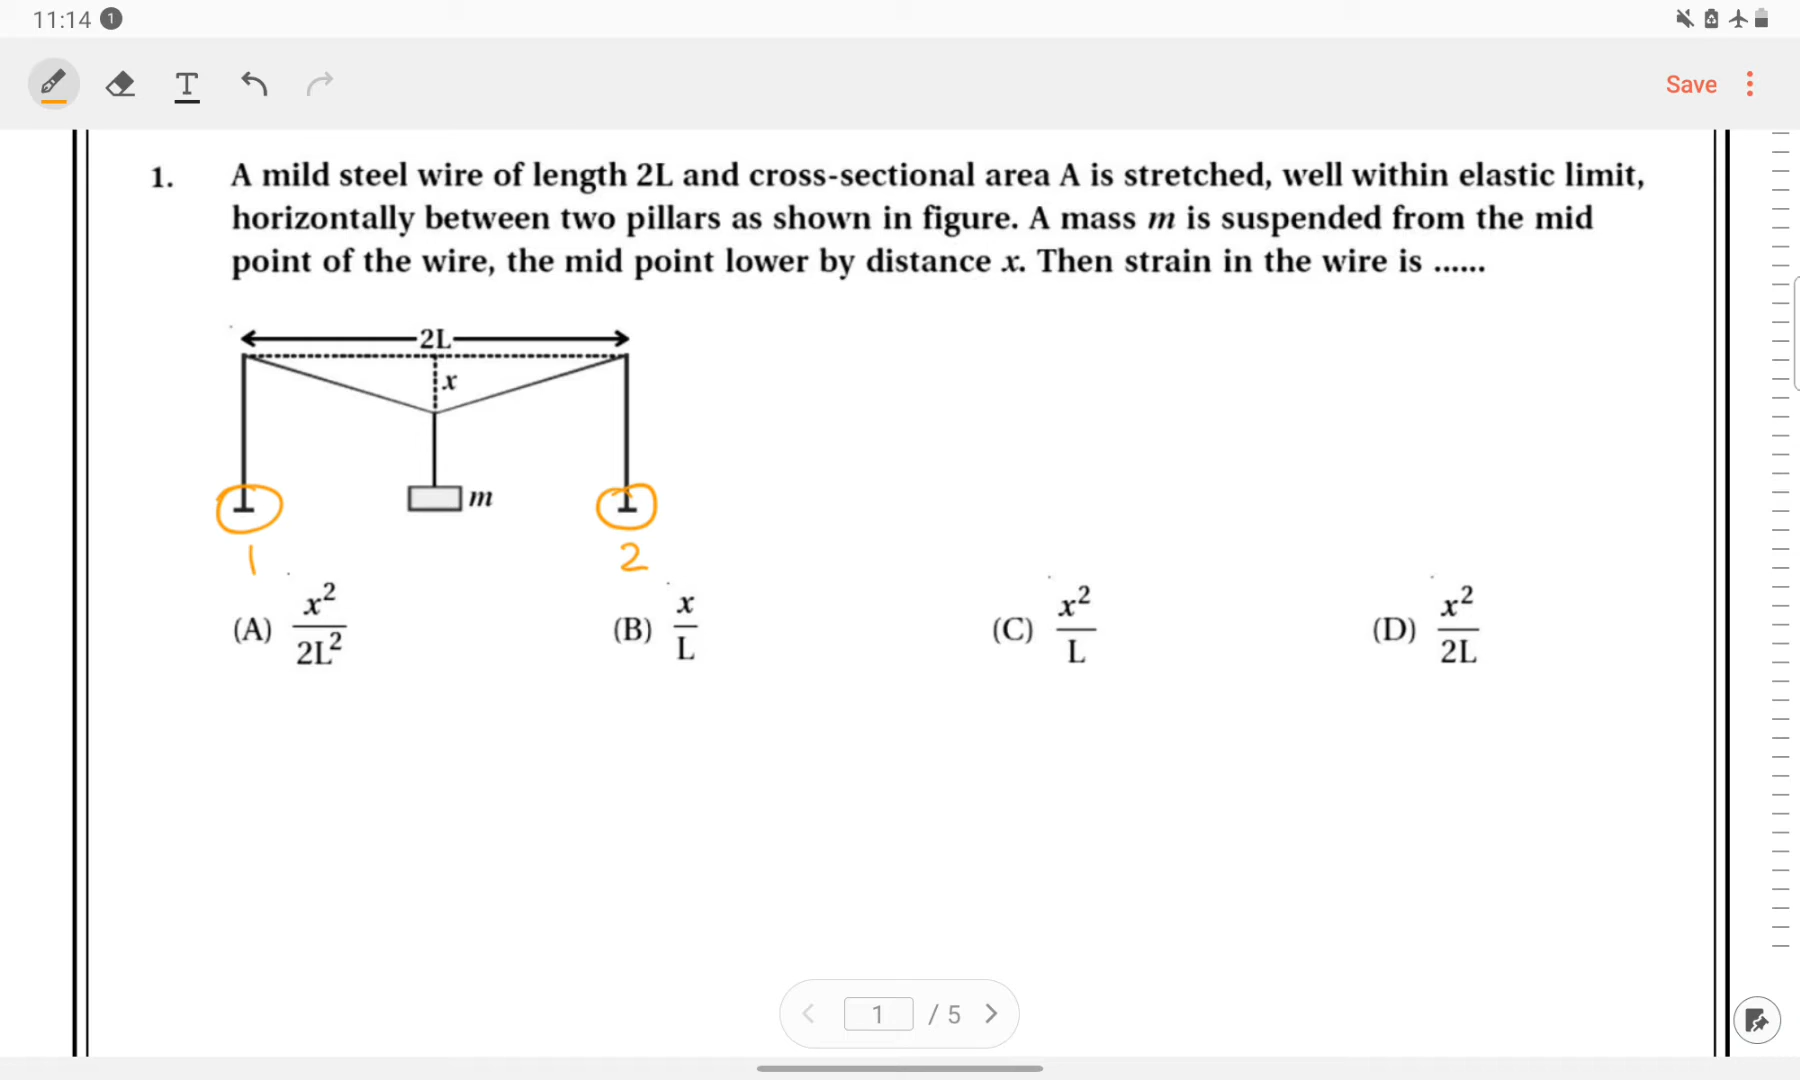 11:14 1
T
Save
1. A mild steel wire of length 2L and cross-sectional area A is stretched, well within elastic limit,
horizontally between two pillars as shown in figure. A mass m is suspended from the mid
point of the wire, the mid point lower by distance x. Then strain in the wire is ......
2L
x
m
1 2
(A) x²/2L² (B) x/L (C) x²/L (D) x²/2L
1 / 5